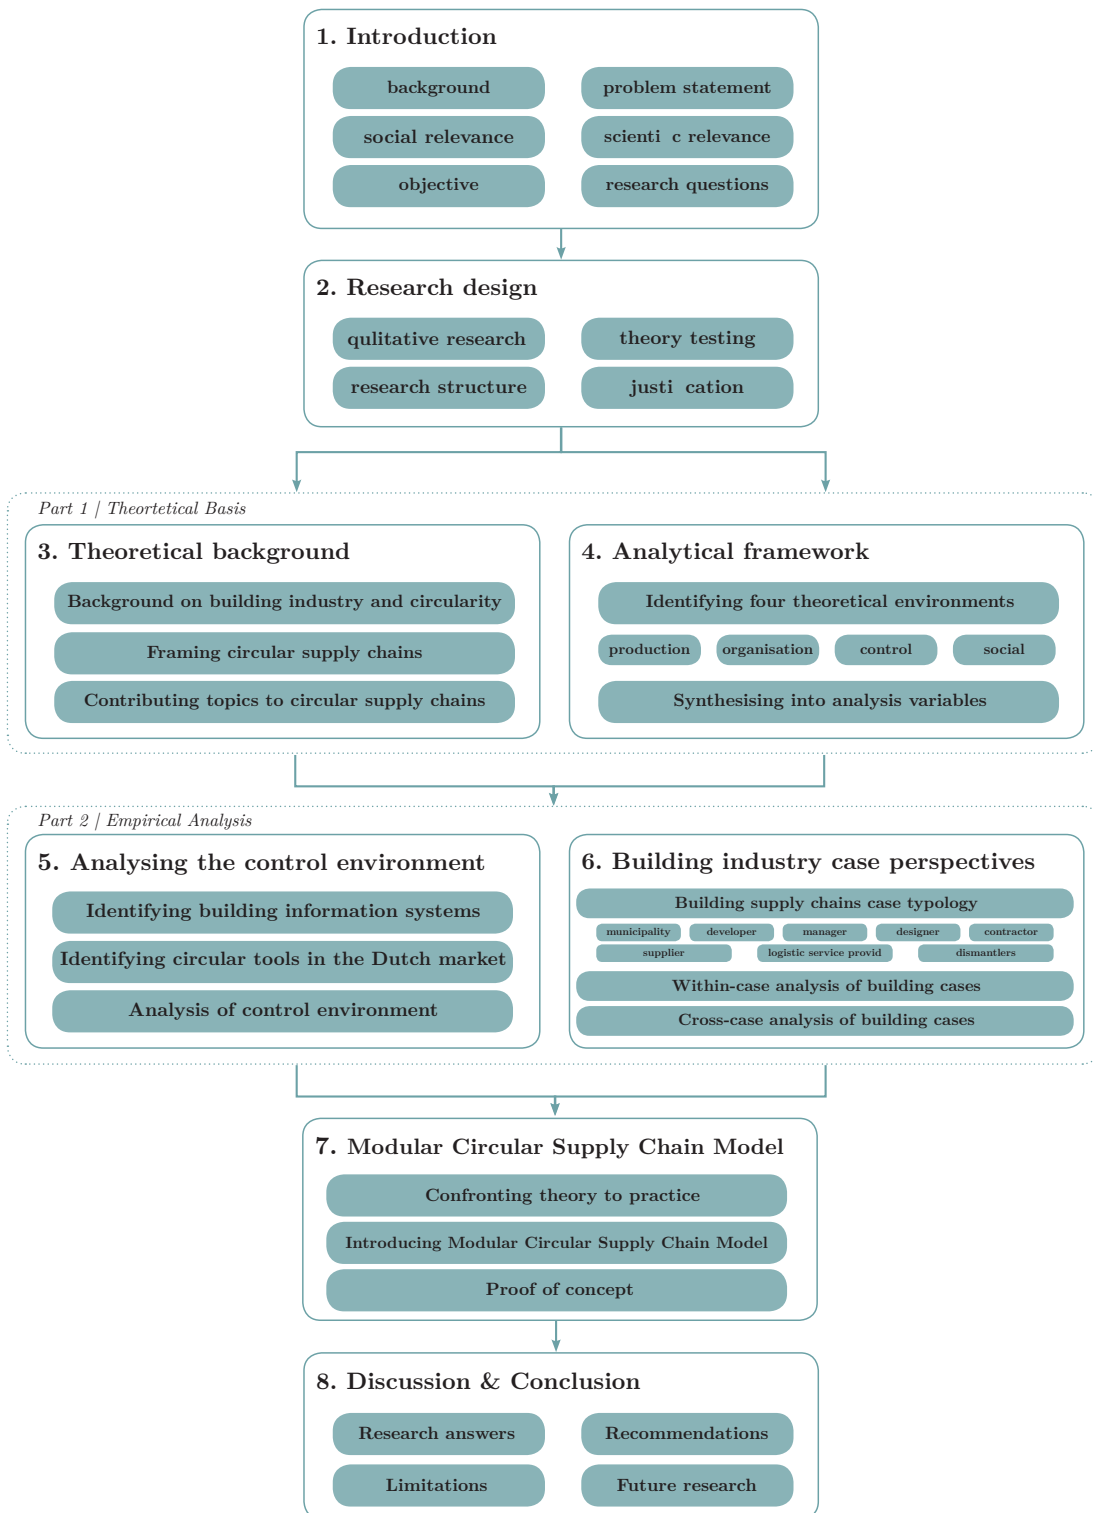 1. Introduction
background
problem statement
social relevance
scienti c relevance
objective
research questions
2. Research design
qulitative research
theory testing
research structure
justi cation
Part 1 | Theortetical Basis
3. Theoretical background
Background on building industry and circularity
Framing circular supply chains
Contributing topics to circular supply chains
4. Analytical framework
Identifying four theoretical environments
production
organisation
control
social
Synthesising into analysis variables
Part 2 | Empirical Analysis
5. Analysing the control environment
Identifying building information systems
Identifying circular tools in the Dutch market
Analysis of control environment
6. Building industry case perspectives
Building supply chains case typology
municipality
developer
manager
designer
contractor
supplier
logistic service provid
dismantlers
Within-case analysis of building cases
Cross-case analysis of building cases
7. Modular Circular Supply Chain Model
Confronting theory to practice
Introducing Modular Circular Supply Chain Model
Proof of concept
8. Discussion & Conclusion
Research answers
Recommendations
Limitations
Future research